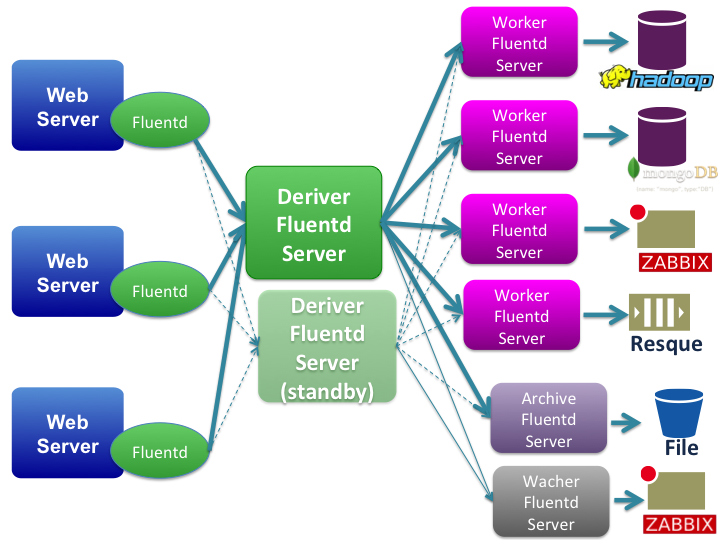 Web
Server
Fluentd
Web
Server
Fluentd
Web
Server
Fluentd
Deriver
Fluentd
Server
Deriver
Fluentd
Server
(standby)
Worker
Fluentd
Server
hadoop
Worker
Fluentd
Server
mongoDB
{name: "mongo", type:"DB"}
Worker
Fluentd
Server
ZABBIX
Worker
Fluentd
Server
Resque
Archive
Fluentd
Server
File
Wacher
Fluentd
Server
ZABBIX